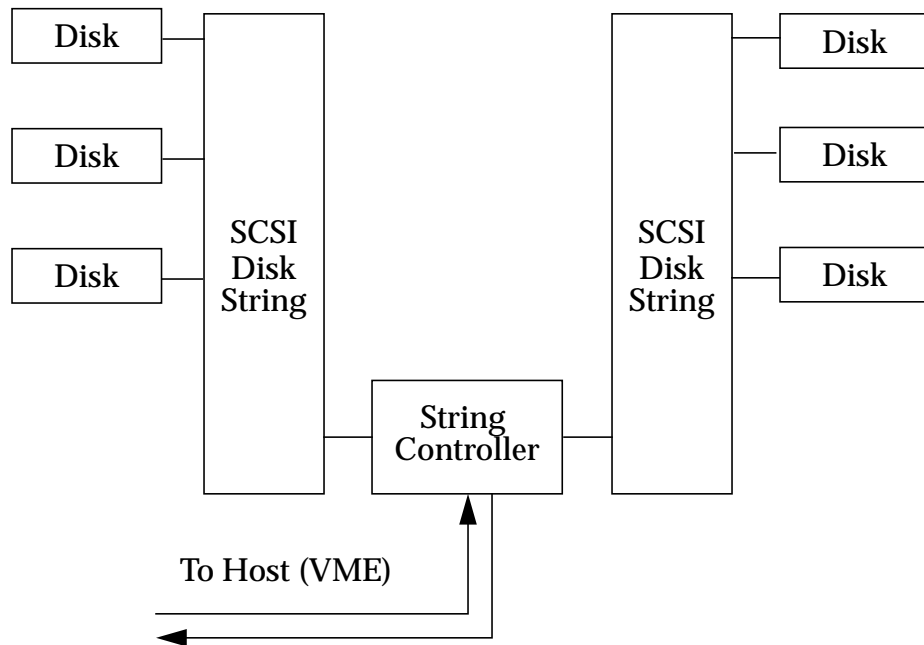 Disk
Disk
Disk
Disk
Disk
Disk
SCSI
Disk
String
SCSI
Disk
String
String
Controller
To Host (VME)